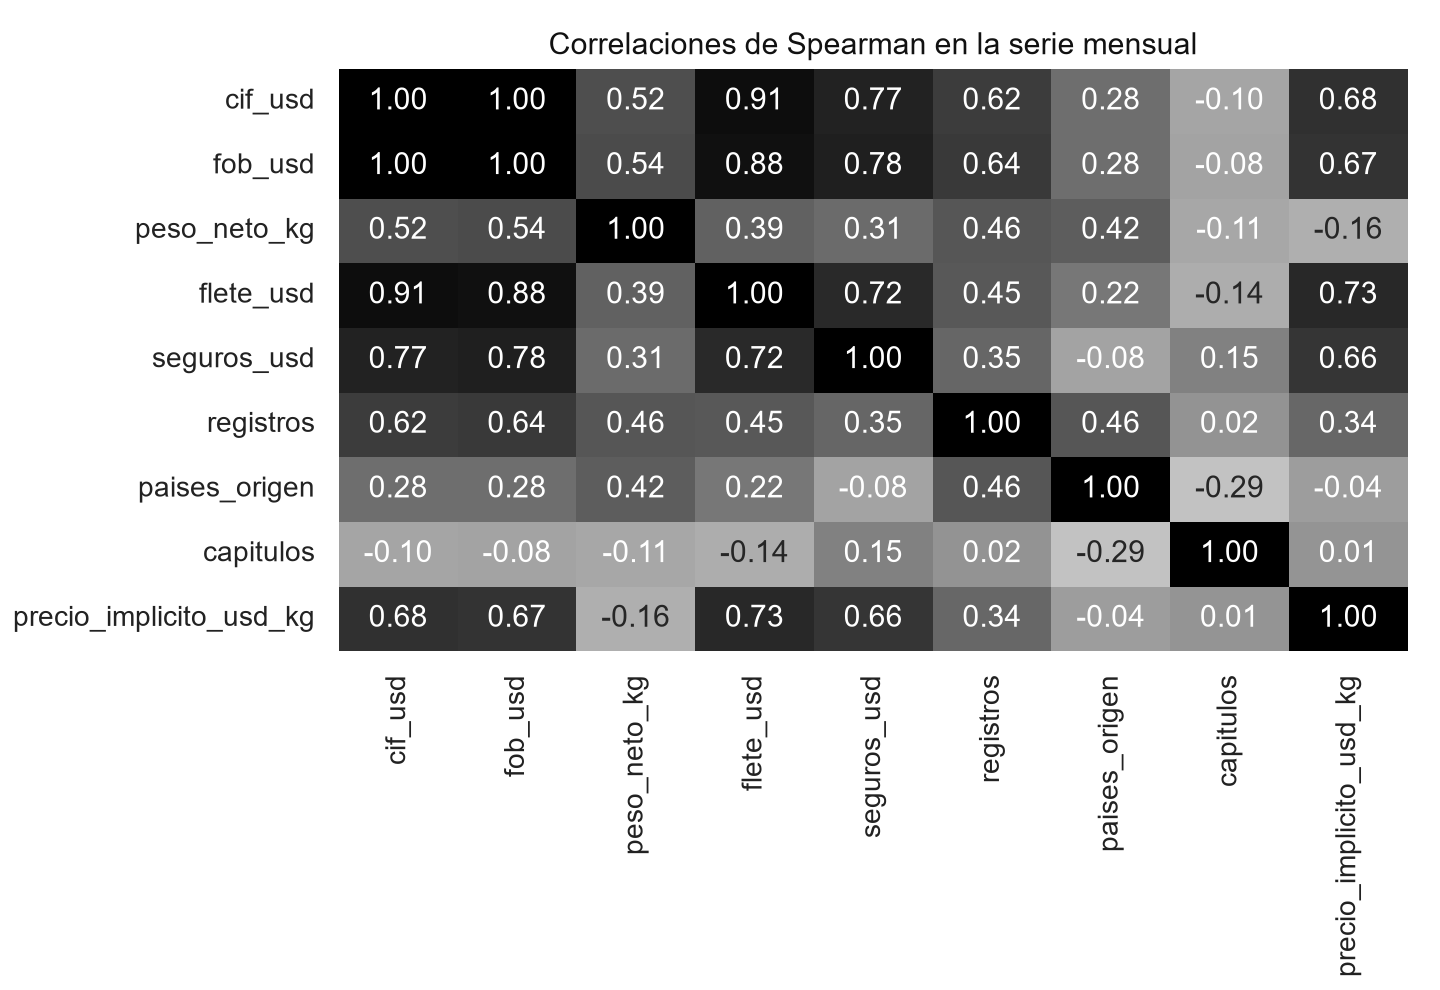 Correlaciones de Spearman en la serie mensual
cif_usd 1.00 1.00 0.52 0.91 0.77 0.62 0.28 -0.10 0.68
fob_usd 1.00 1.00 0.54 0.88 0.78 0.64 0.28 -0.08 0.67
peso_neto_kg 0.52 0.54 1.00 0.39 0.31 0.46 0.42 -0.11 -0.16
flete_usd 0.91 0.88 0.39 1.00 0.72 0.45 0.22 -0.14 0.73
seguros_usd 0.77 0.78 0.31 0.72 1.00 0.35 -0.08 0.15 0.66
registros 0.62 0.64 0.46 0.45 0.35 1.00 0.46 0.02 0.34
paises_origen 0.28 0.28 0.42 0.22 -0.08 0.46 1.00 -0.29 -0.04
capitulos -0.10 -0.08 -0.11 -0.14 0.15 0.02 -0.29 1.00 0.01
precio_implicito_usd_kg 0.68 0.67 -0.16 0.73 0.66 0.34 -0.04 0.01 1.00
cif_usd
fob_usd
peso_neto_kg
flete_usd
seguros_usd
registros
paises_origen
capitulos
precio_implicito_usd_kg